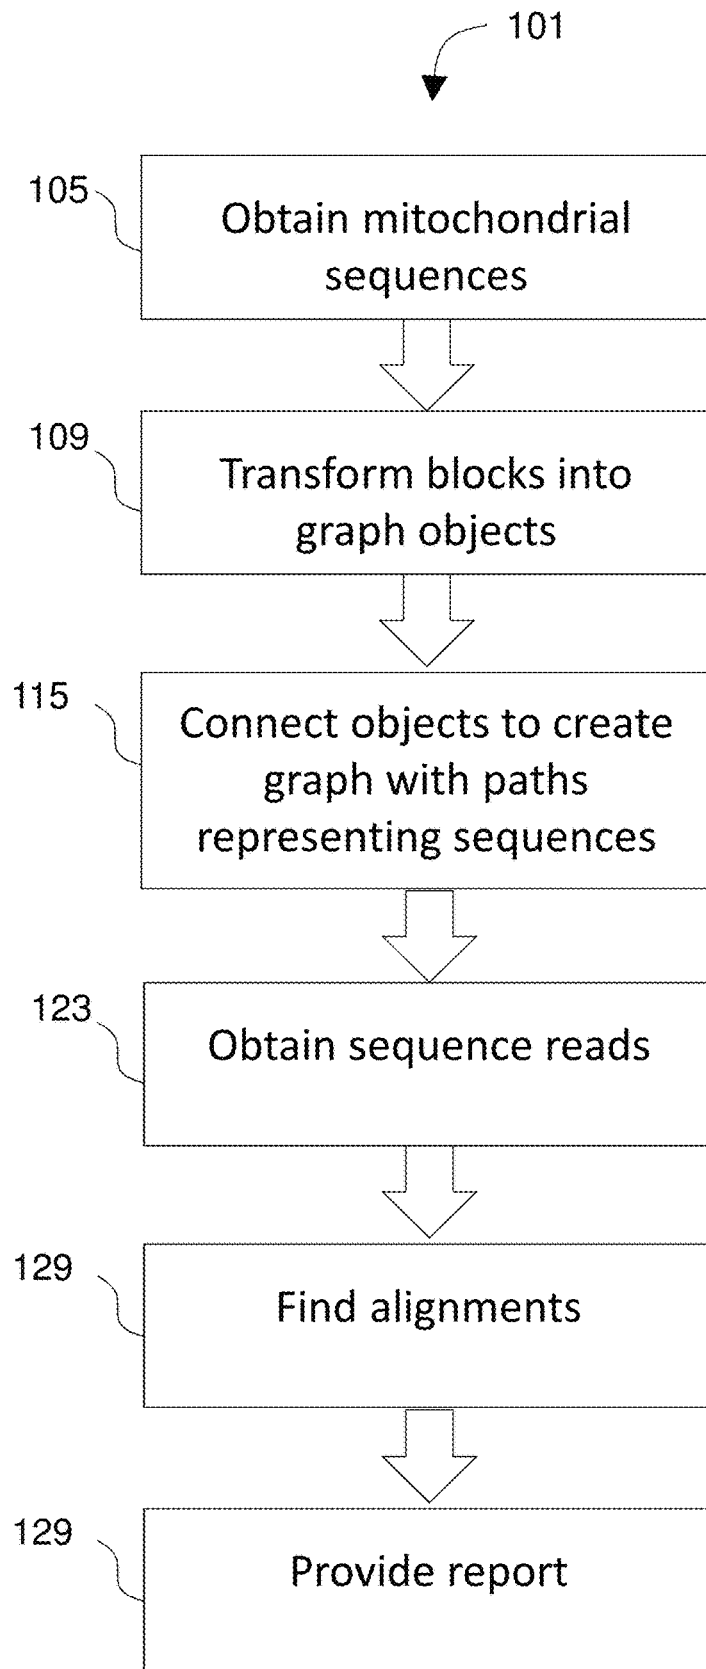 101
105
Obtain mitochondrial
sequences
109
Transform blocks into
graph objects
115
Connect objects to create
graph with paths
representing sequences
123
Obtain sequence reads
129
Find alignments
129
Provide report